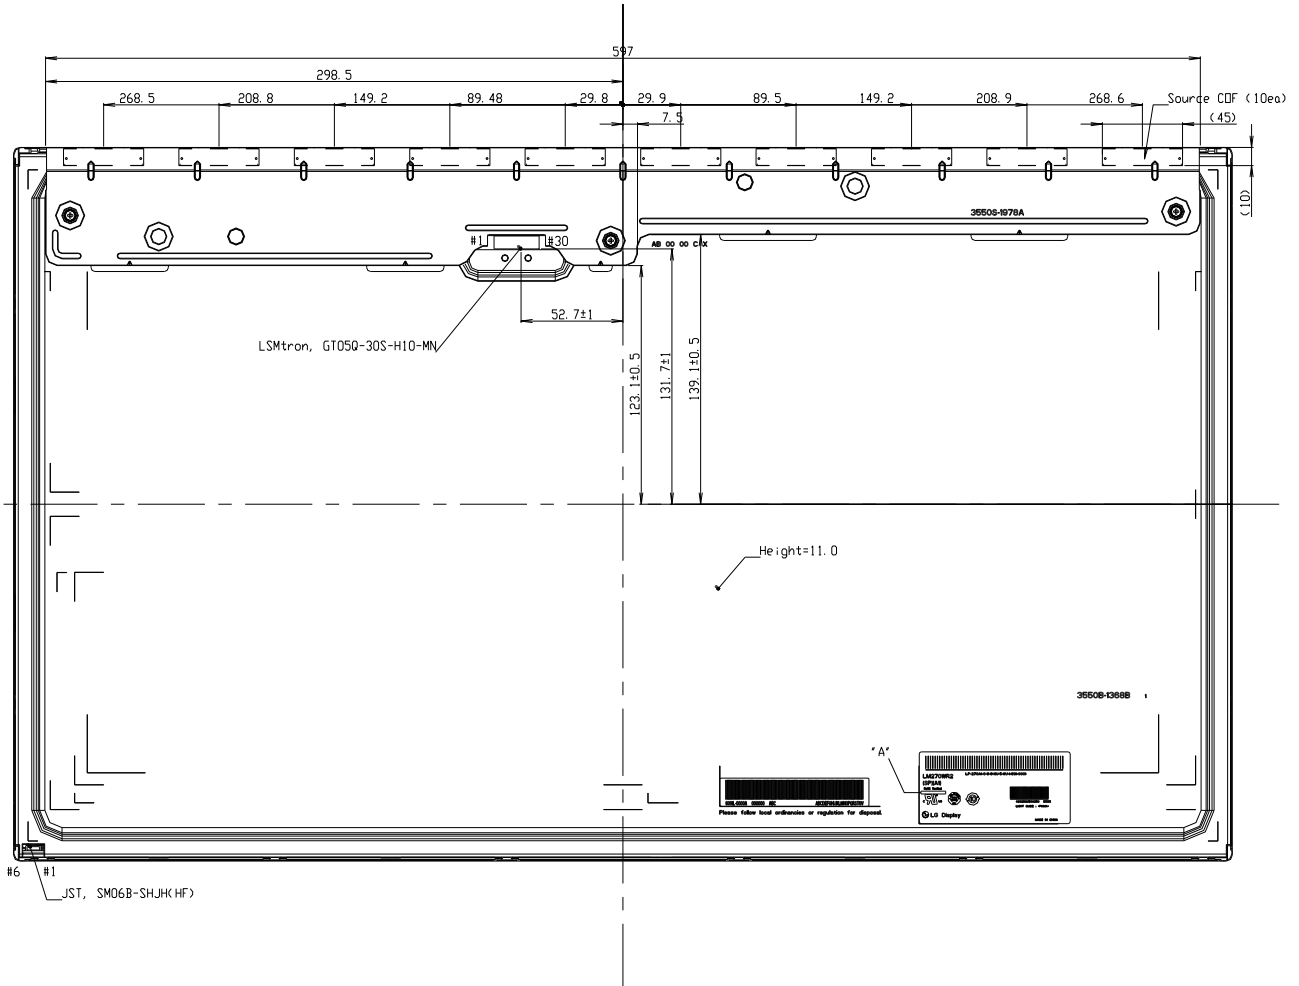 597
298.5
268.5 208.8 149.2 89.48 29.8 29.9 89.5 149.2 208.9 268.6
Source COF (10ea)
7.5
(45)
(10)
3550S-1978A
#1 #30
AB 00 00 C X
52.7±1
LSMtron, GT05Q-30S-H10-MN
123.1±0.5
131.7±1
139.1±0.5
Height=11.0
3550B-1368B 1
"A"
LM270WR2
LG Display
MADE IN CHINA
Please follow local ordinances or regulation for disposal.
#6 #1
JST, SM06B-SHJH(HF)